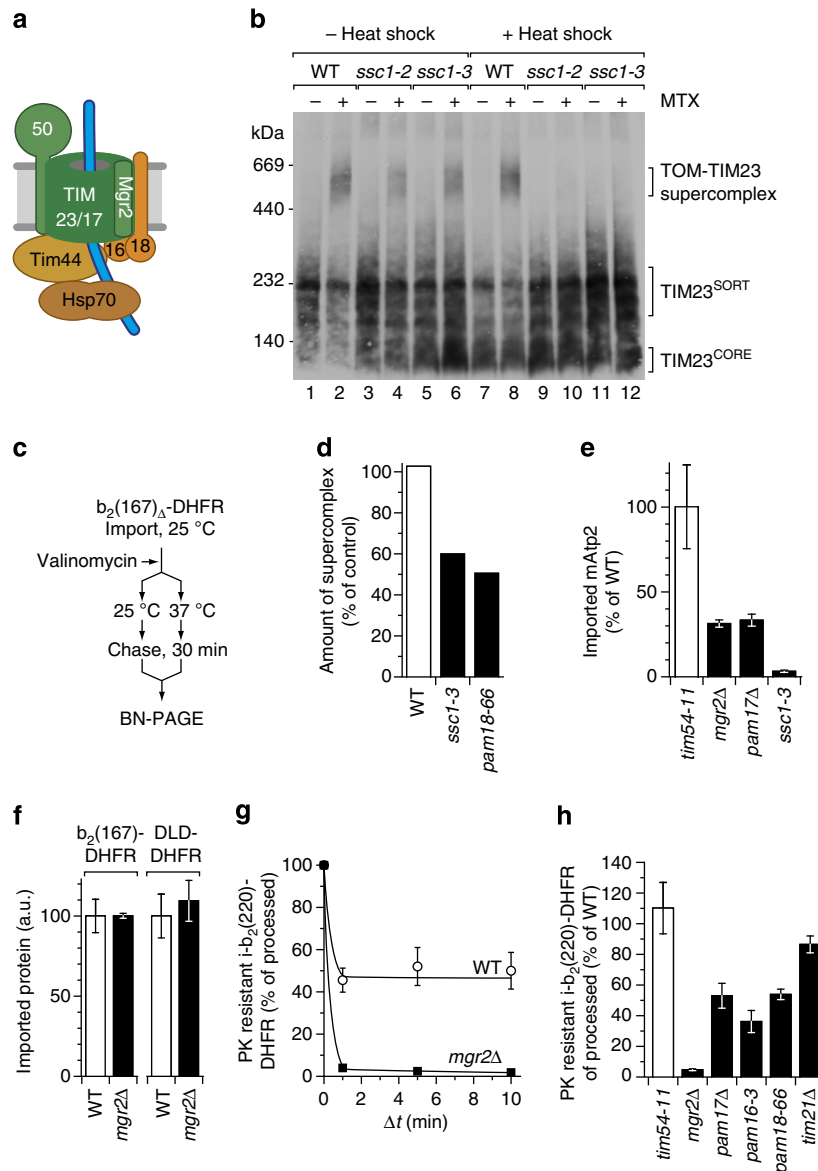 a
50
TIM
23/17
Mgr2
Tim44
16
18
Hsp70
b
– Heat shock
+ Heat shock
WT ssc1-2 ssc1-3 WT ssc1-2 ssc1-3
– + – + – + – + – + – + MTX
kDa
669
440
232
140
TOM-TIM23
supercomplex
TIM23SORT
TIM23CORE
1 2 3 4 5 6 7 8 9 10 11 12
c
b2(167)Δ-DHFR
Import, 25 °C
Valinomycin
25 °C 37 °C
Chase, 30 min
BN-PAGE
d
Amount of supercomplex
(% of control)
100
80
60
40
20
0
WT
ssc1-3
pam18-66
e
Imported mAtp2
(% of WT)
100
50
0
tim54-11
mgr2Δ
pam17Δ
ssc1-3
f
b2(167)-
DHFR
DLD-
DHFR
Imported protein (a.u.)
100
50
0
WT
mgr2Δ
WT
mgr2Δ
g
PK resistant i-b2(220)-
DHFR (% of processed)
100
80
60
40
20
0
WT
mgr2Δ
0 2 4 6 8 10
Δt (min)
h
PK resistant i-b2(220)-DHFR
of processed (% of WT)
140
120
100
80
60
40
20
0
tim54-11
mgr2Δ
pam17Δ
pam16-3
pam18-66
tim21Δ